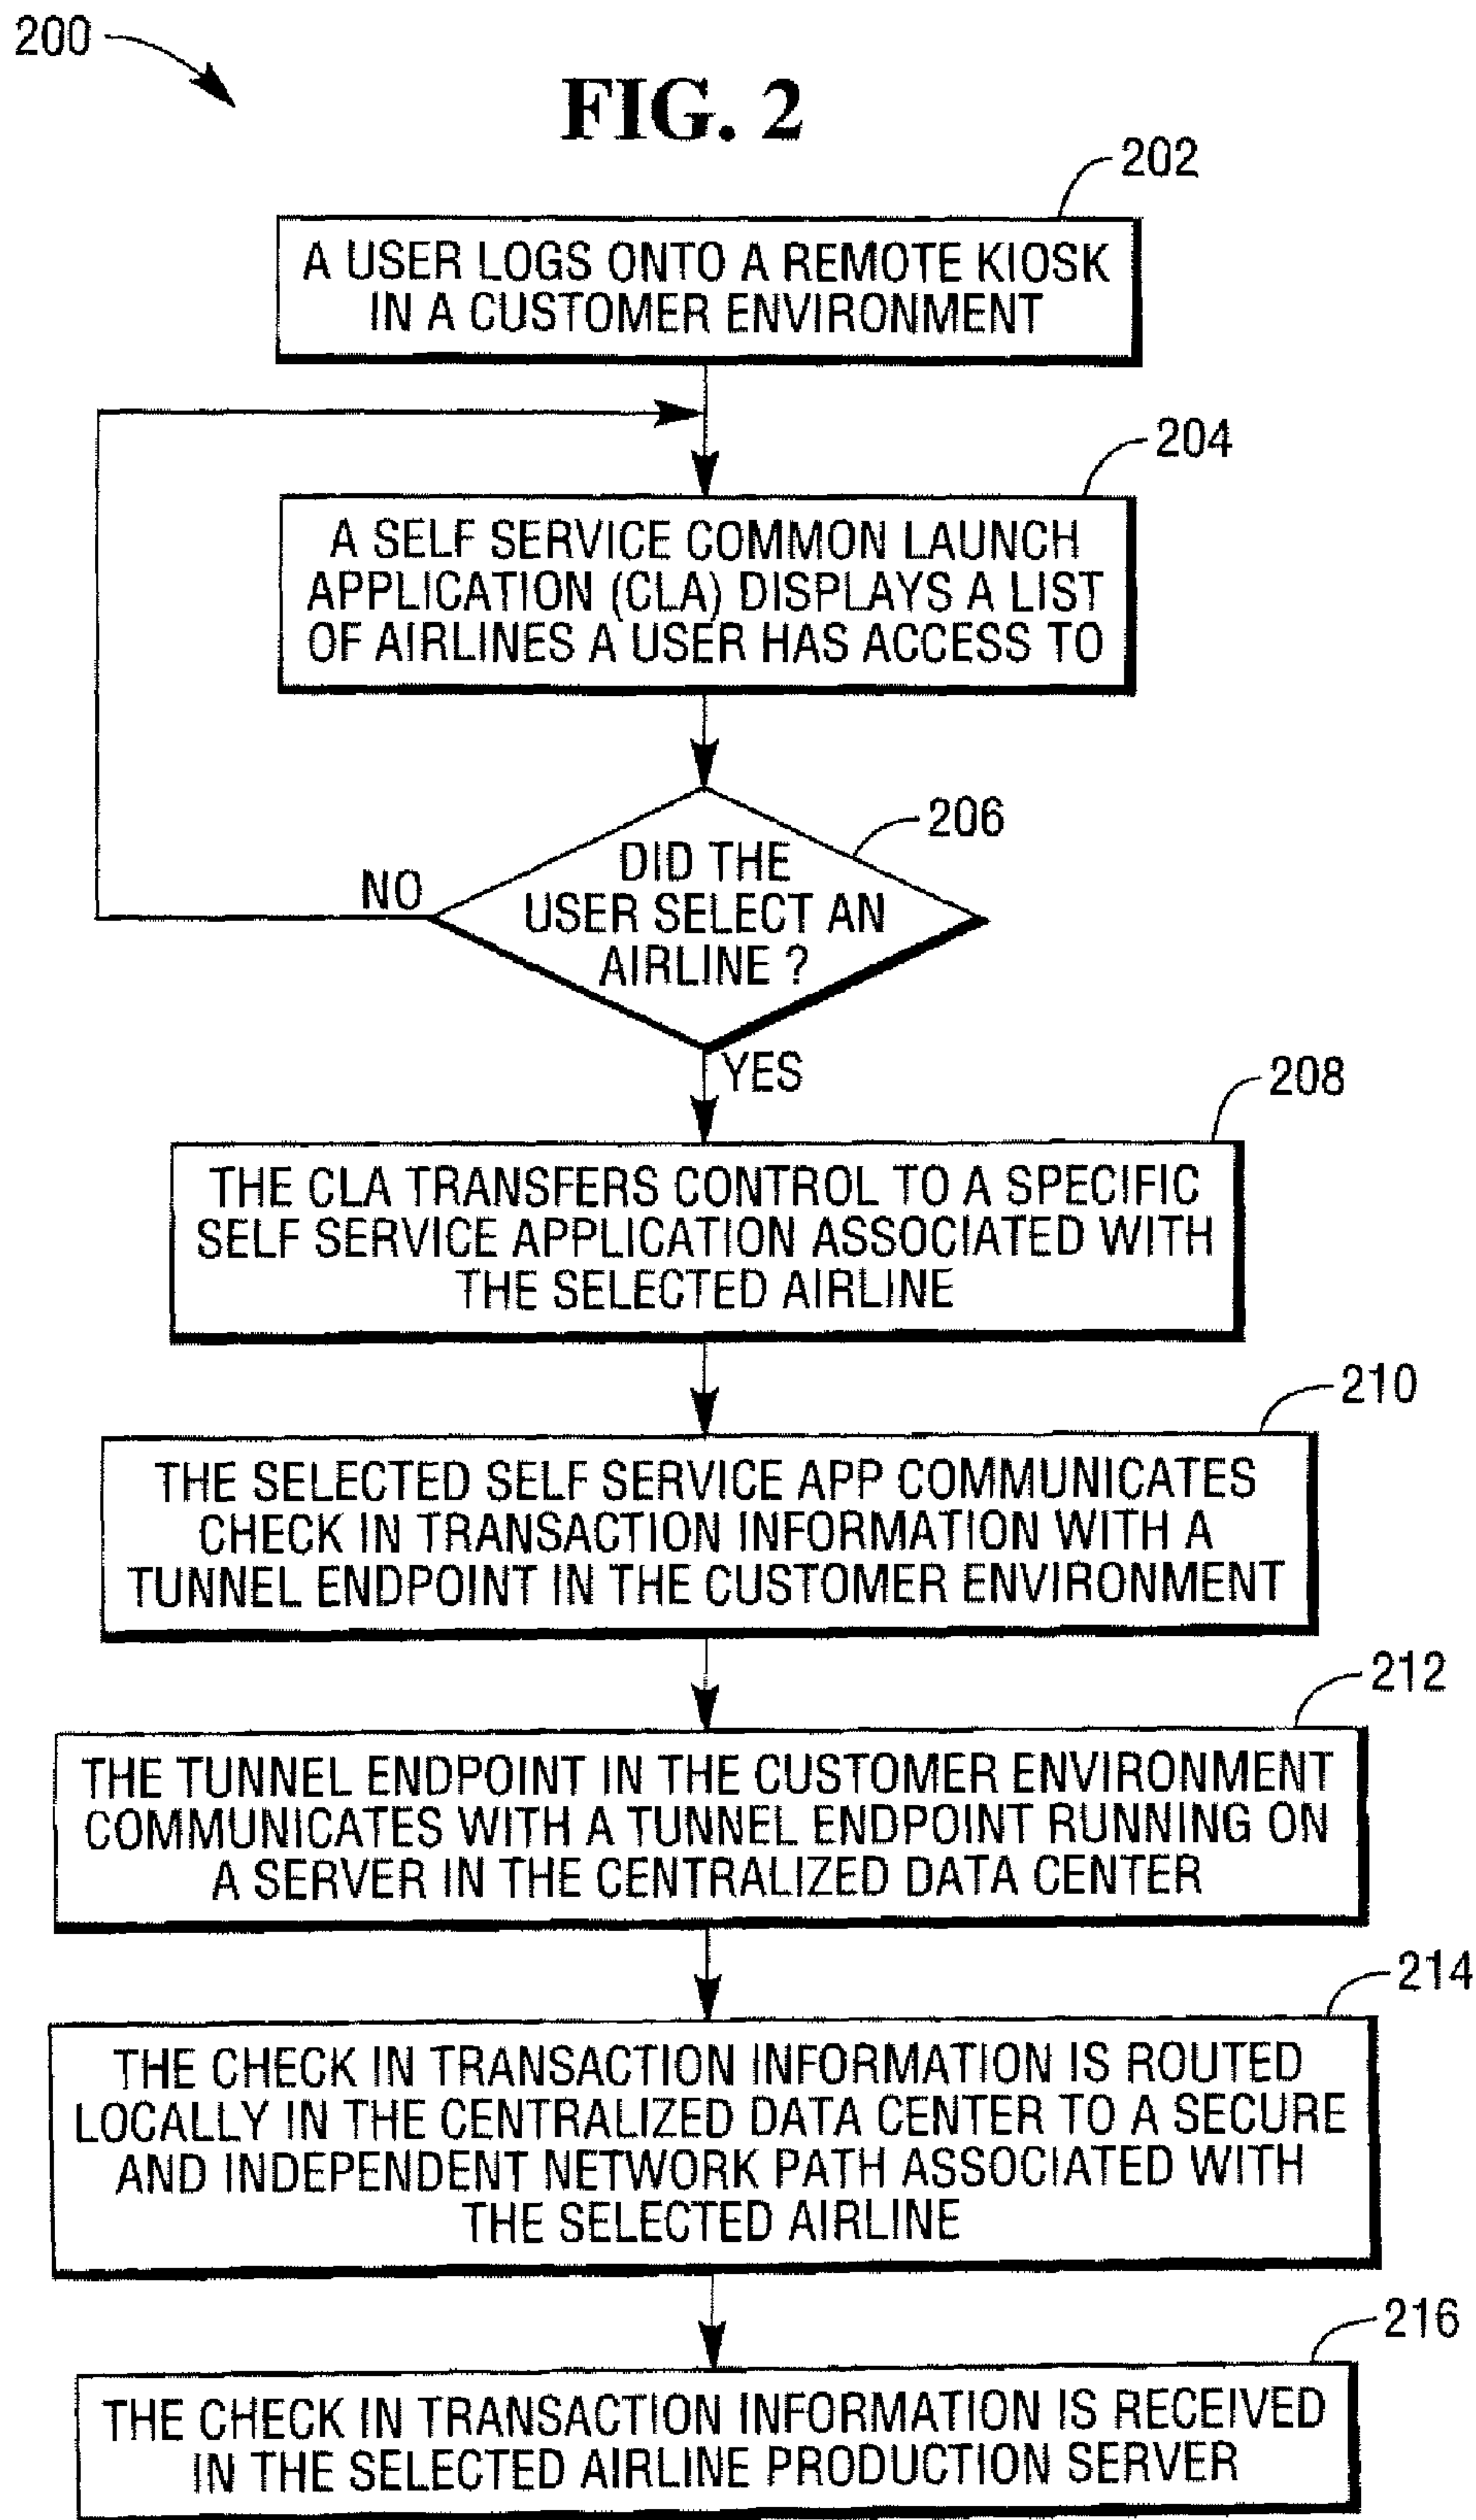 200
FIG. 2
202
A USER LOGS ONTO A REMOTE KIOSK
IN A CUSTOMER ENVIRONMENT
204
A SELF SERVICE COMMON LAUNCH
APPLICATION (CLA) DISPLAYS A LIST
OF AIRLINES A USER HAS ACCESS TO
206
DID THE
USER SELECT AN
AIRLINE ?
NO
YES
208
THE CLA TRANSFERS CONTROL TO A SPECIFIC
SELF SERVICE APPLICATION ASSOCIATED WITH
THE SELECTED AIRLINE
210
THE SELECTED SELF SERVICE APP COMMUNICATES
CHECK IN TRANSACTION INFORMATION WITH A
TUNNEL ENDPOINT IN THE CUSTOMER ENVIRONMENT
212
THE TUNNEL ENDPOINT IN THE CUSTOMER ENVIRONMENT
COMMUNICATES WITH A TUNNEL ENDPOINT RUNNING ON
A SERVER IN THE CENTRALIZED DATA CENTER
214
THE CHECK IN TRANSACTION INFORMATION IS ROUTED
LOCALLY IN THE CENTRALIZED DATA CENTER TO A SECURE
AND INDEPENDENT NETWORK PATH ASSOCIATED WITH
THE SELECTED AIRLINE
216
THE CHECK IN TRANSACTION INFORMATION IS RECEIVED
IN THE SELECTED AIRLINE PRODUCTION SERVER